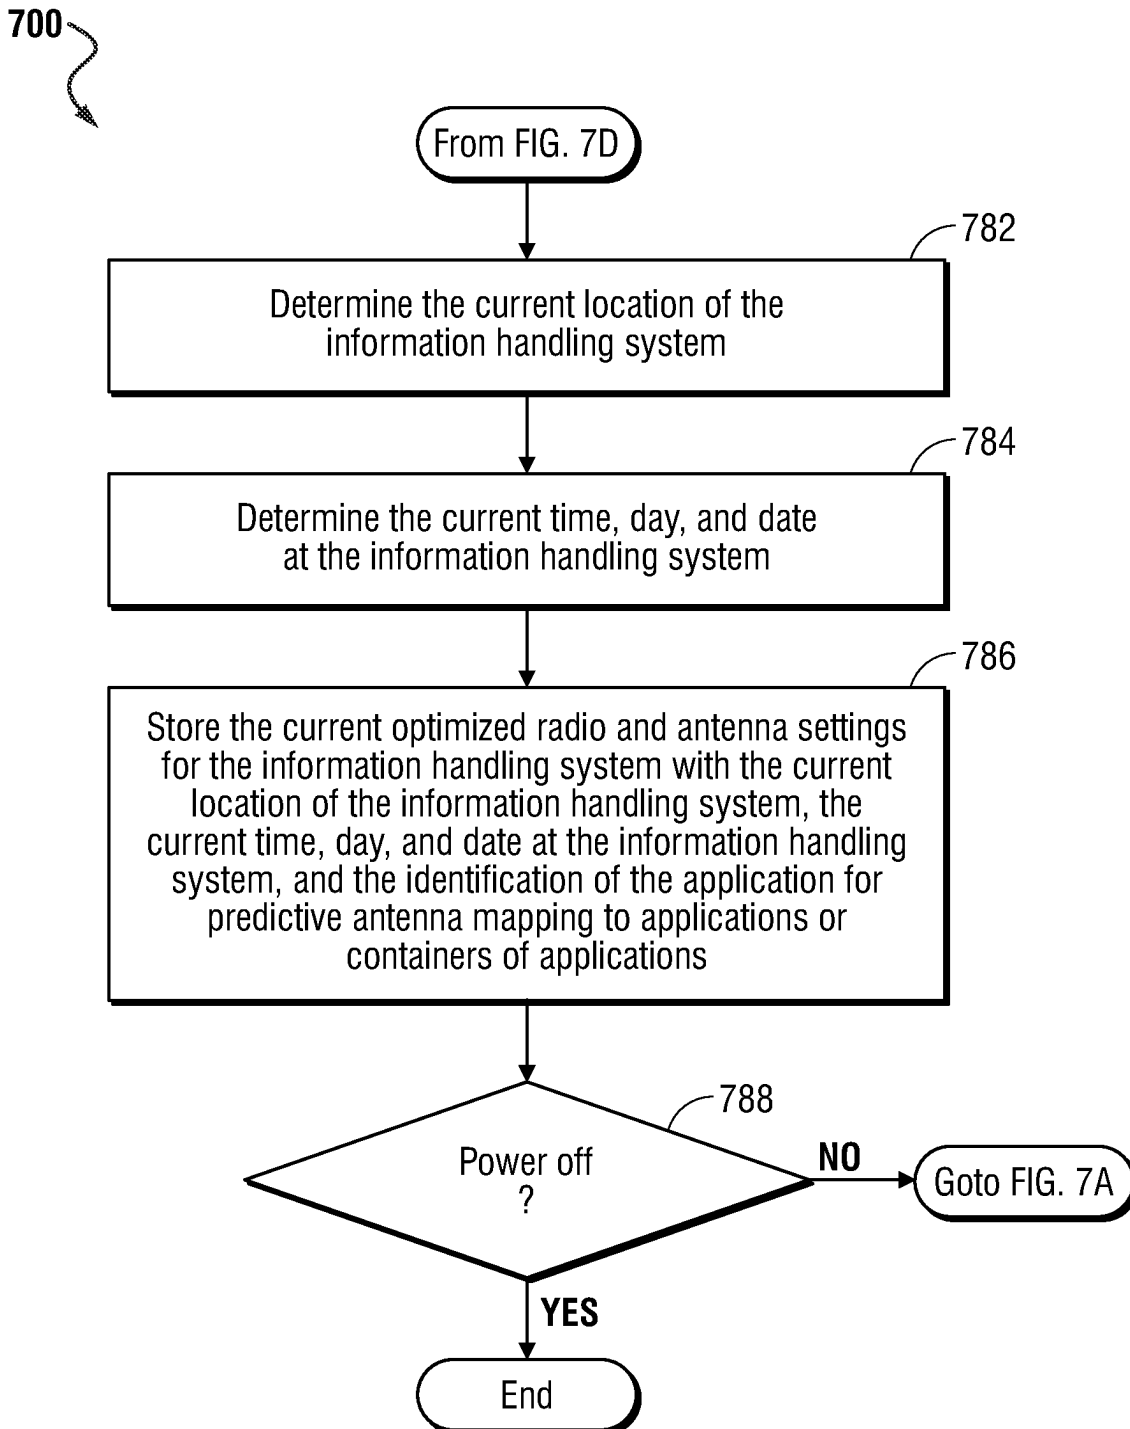 700
From FIG. 7D
782
Determine the current location of the
information handling system
784
Determine the current time, day, and date
at the information handling system
786
Store the current optimized radio and antenna settings
for the information handling system with the current
location of the information handling system, the
current time, day, and date at the information handling
system, and the identification of the application for
predictive antenna mapping to applications or
containers of applications
788
Power off
?
NO
Goto FIG. 7A
YES
End